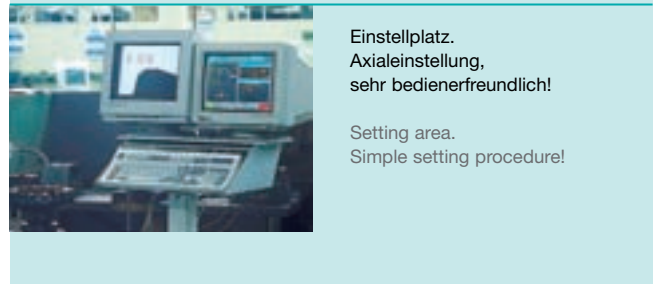 Einstellplatz.
Axialeinstellung,
sehr bedienerfreundlich!
Setting area.
Simple setting procedure!